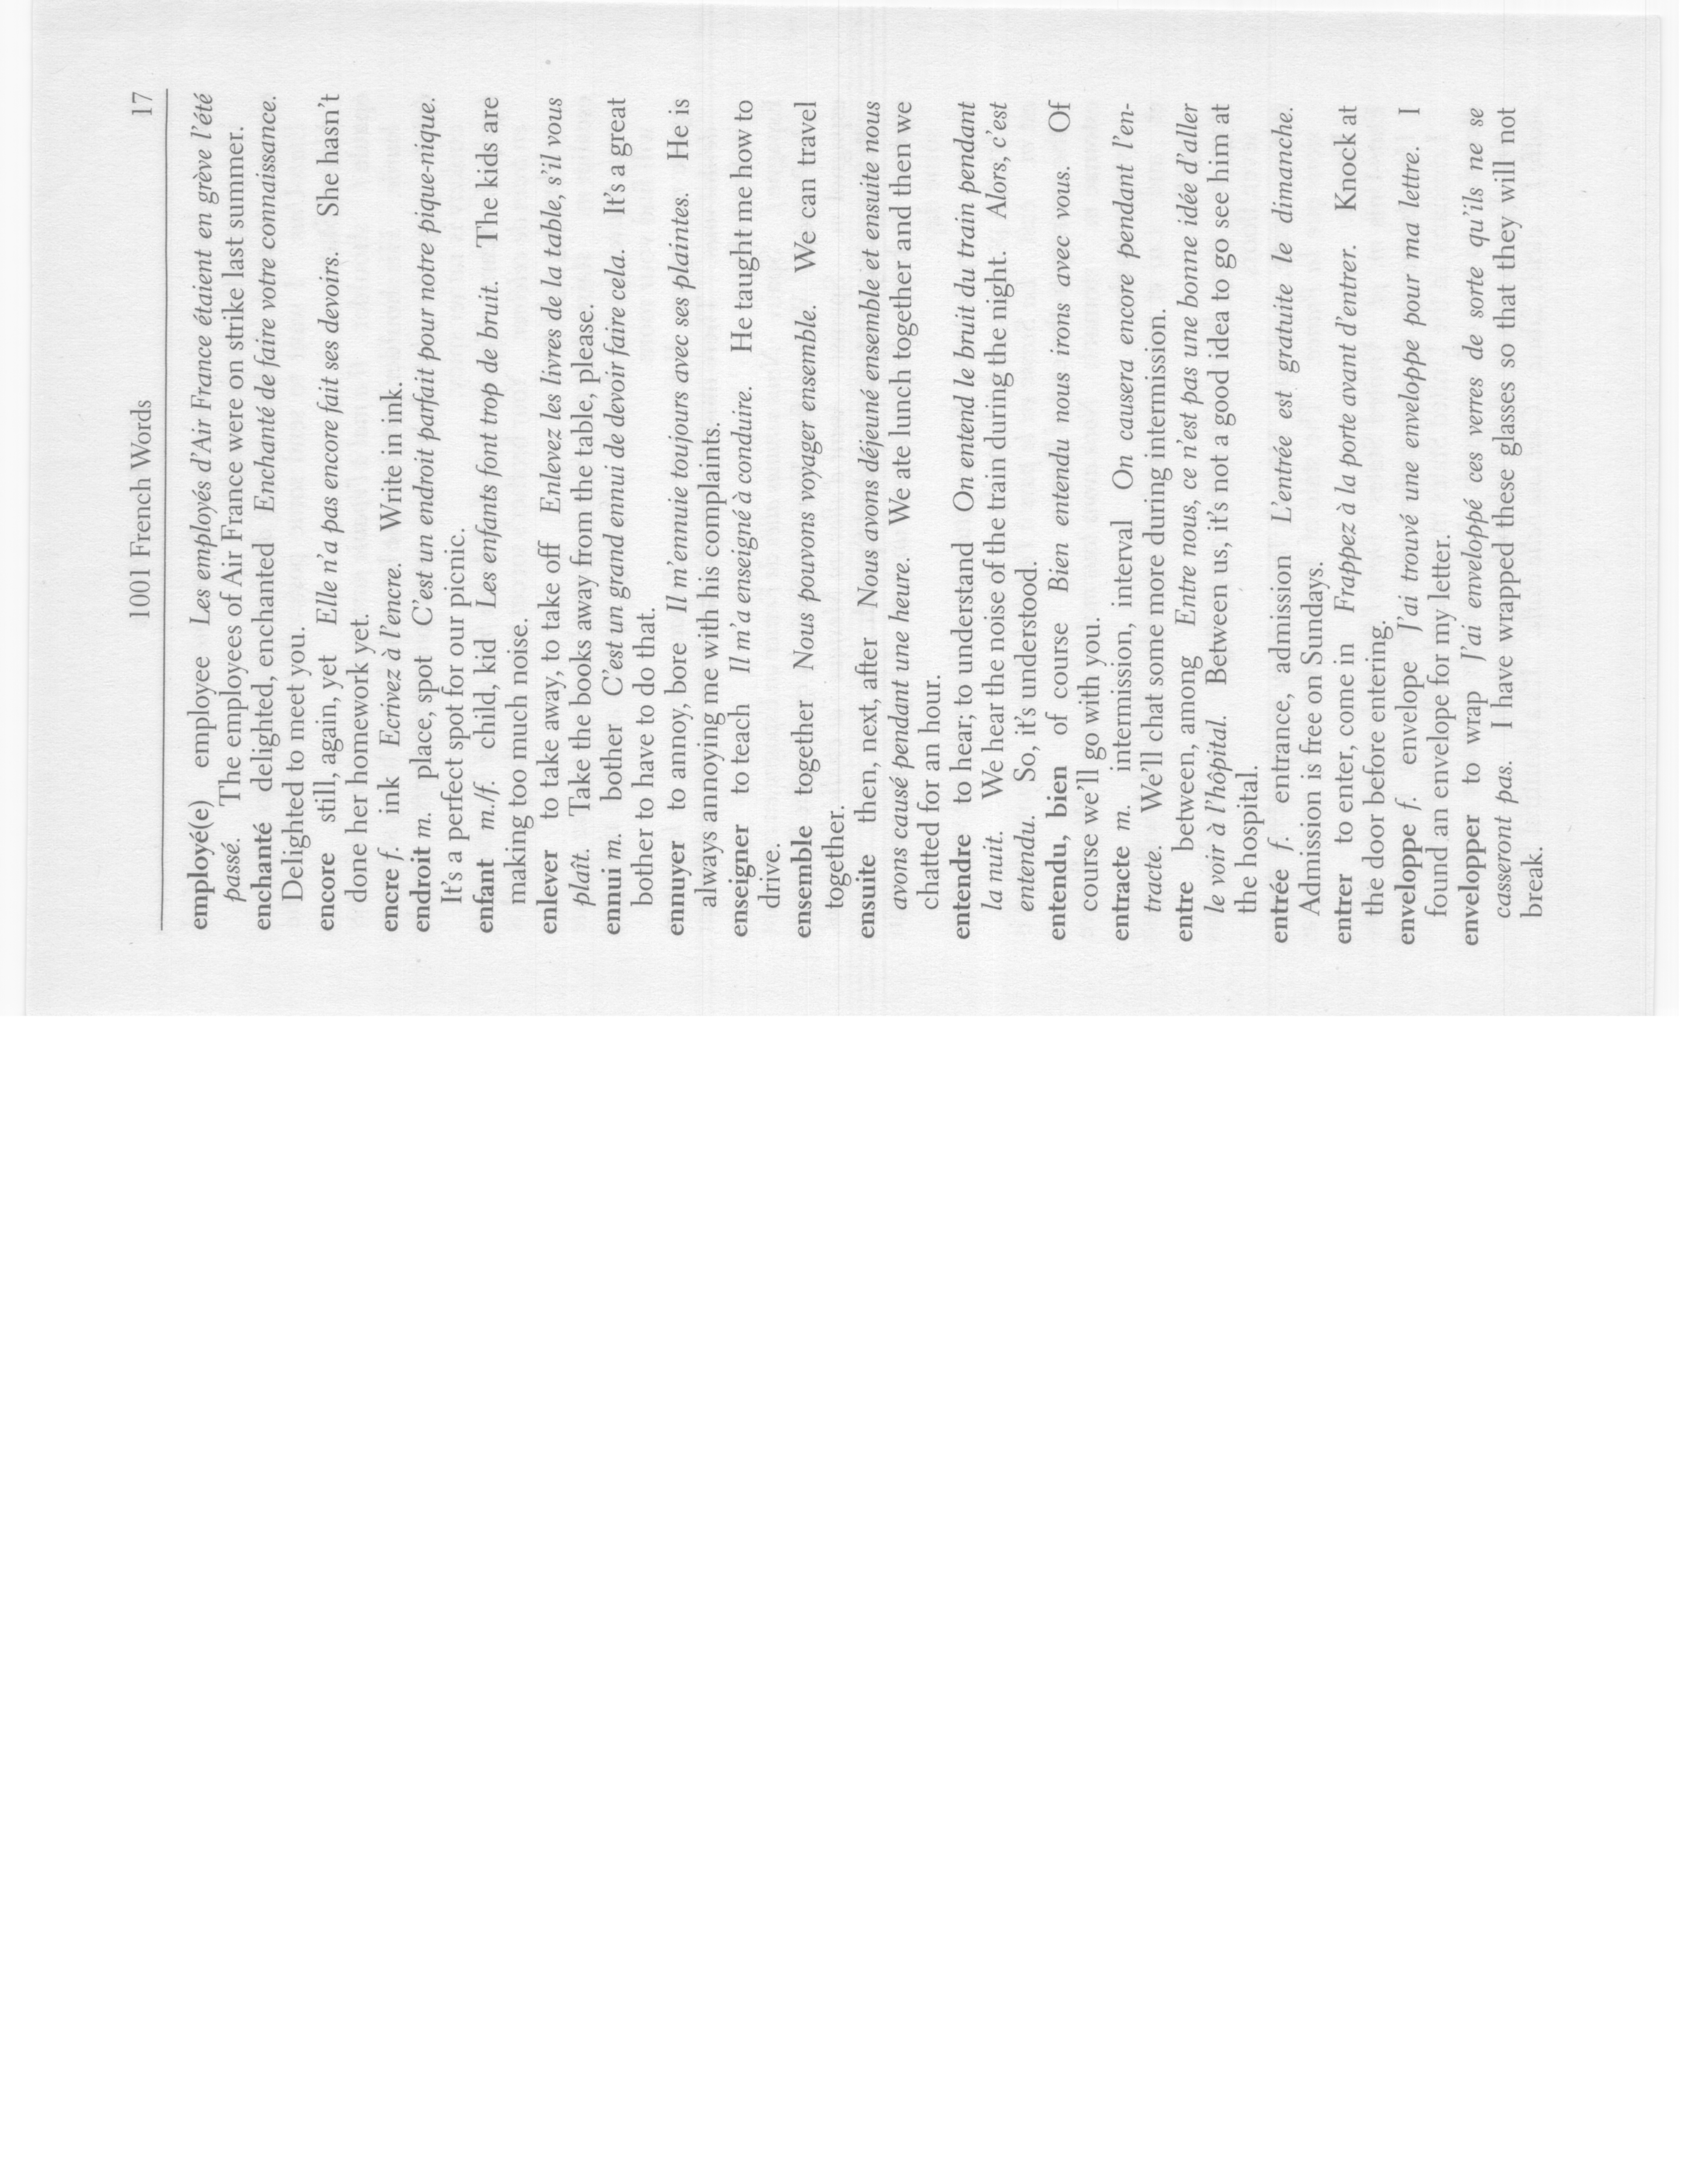 1001 French Words 17
employé(e) employee Les employés d'Air France étaient en grève l'été
passé. The employees of Air France were on strike last summer.
enchanté delighted, enchanted Enchanté de faire votre connaissance.
Delighted to meet you.
encore still, again, yet Elle n'a pas encore fait ses devoirs. She hasn't
done her homework yet.
encre f. ink Ecrivez à l'encre. Write in ink.
endroit m. place, spot C'est un endroit parfait pour notre pique-nique.
It's a perfect spot for our picnic.
enfant m./f. child, kid Les enfants font trop de bruit. The kids are
making too much noise.
enlever to take away, to take off Enlevez les livres de la table, s'il vous
plaît. Take the books away from the table, please.
ennui m. bother C'est un grand ennui de devoir faire cela. It's a great
bother to have to do that.
ennuyer to annoy, bore Il m'ennuie toujours avec ses plaintes. He is
always annoying me with his complaints.
enseigner to teach Il m'a enseigné à conduire. He taught me how to
drive.
ensemble together Nous pouvons voyager ensemble. We can travel
together.
ensuite then, next, after Nous avons déjeuné ensemble et ensuite nous
avons causé pendant une heure. We ate lunch together and then we
chatted for an hour.
entendre to hear; to understand On entend le bruit du train pendant
la nuit. We hear the noise of the train during the night. Alors, c'est
entendu. So, it's understood.
entendu, bien of course Bien entendu nous irons avec vous. Of
course we'll go with you.
entracte m. intermission, interval On causera encore pendant l'en-
tracte. We'll chat some more during intermission.
entre between, among Entre nous, ce n'est pas une bonne idée d'aller
le voir à l'hôpital. Between us, it's not a good idea to go see him at
the hospital.
entrée f. entrance, admission L'entrée est gratuite le dimanche.
Admission is free on Sundays.
entrer to enter, come in Frappez à la porte avant d'entrer. Knock at
the door before entering.
enveloppe f. envelope J'ai trouvé une enveloppe pour ma lettre. I
found an envelope for my letter.
envelopper to wrap J'ai enveloppé ces verres de sorte qu'ils ne se
casseront pas. I have wrapped these glasses so that they will not
break.